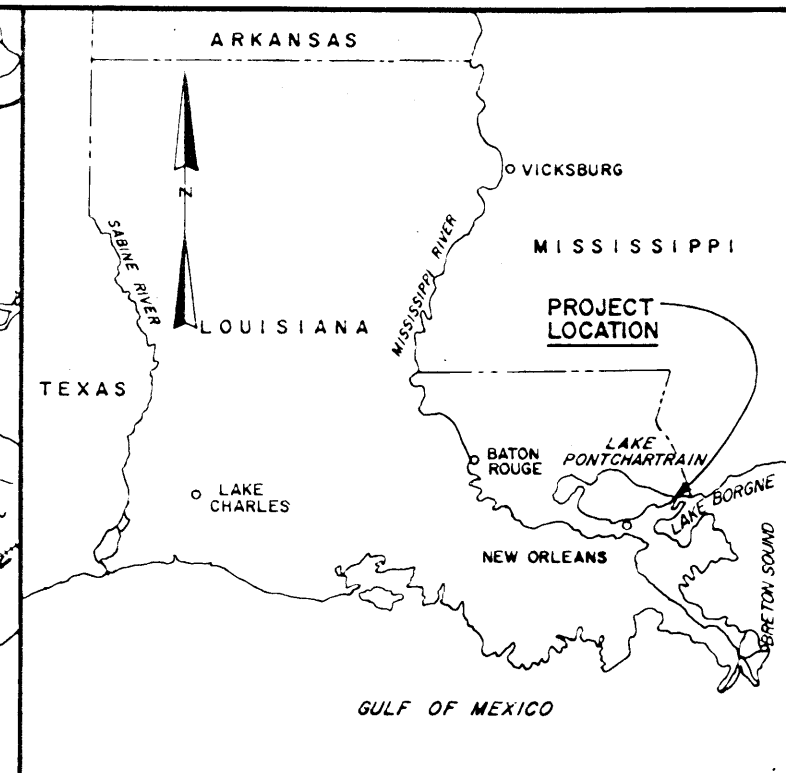 ARKANSAS
VICKSBURG
N
SABINE RIVER
MISSISSIPPI RIVER
MISSISSIPPI
PROJECT
LOCATION
LOUISIANA
TEXAS
LAKE
PONTCHARTRAIN
BATON
ROUGE
LAKE
CHARLES
LAKE BORGNE
NEW ORLEANS
BRETON SOUND
GULF OF MEXICO